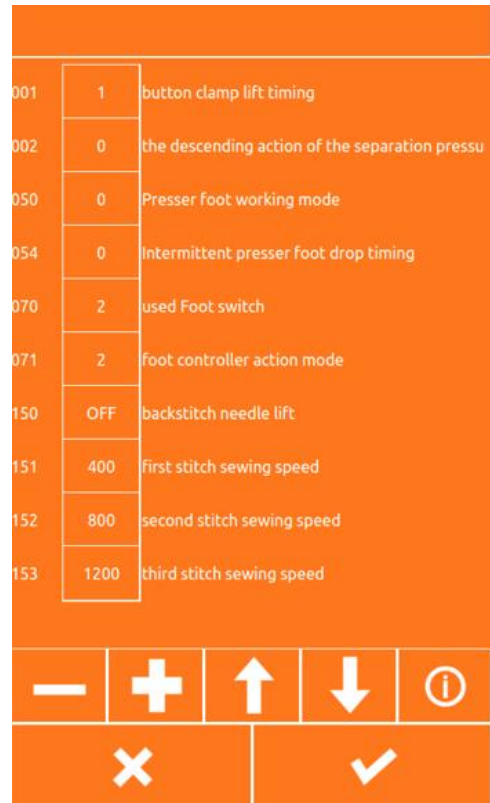 001 1 button clamp lift timing
002 0 the descending action of the separation pressu
050 0 Presser foot working mode
054 0 Intermittent presser foot drop timing
070 2 used Foot switch
071 2 foot controller action mode
150 OFF backstitch needle lift
151 400 first stitch sewing speed
152 800 second stitch sewing speed
153 1200 third stitch sewing speed